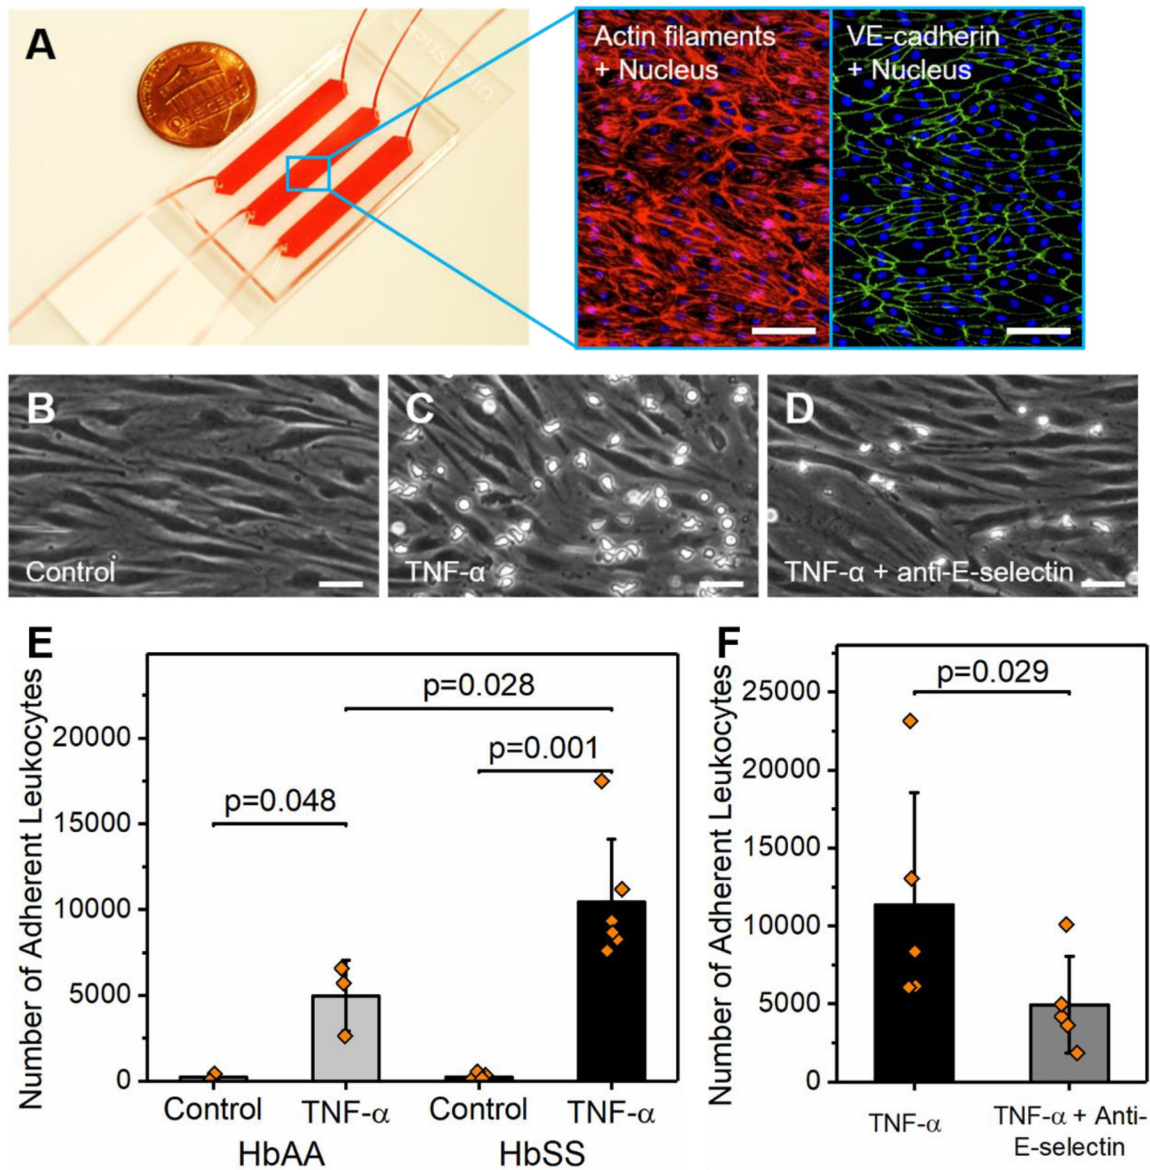 A
Actin filaments
+ Nucleus
VE-cadherin
+ Nucleus
B
Control
C
TNF-α
D
TNF-α + anti-E-selectin
E
Number of Adherent Leukocytes
20000
15000
10000
5000
0
p=0.028
p=0.001
p=0.048
Control
TNF-α
Control
TNF-α
HbAA
HbSS
F
Number of Adherent Leukocytes
25000
20000
15000
10000
5000
0
p=0.029
TNF-α
TNF-α + Anti-
E-selectin